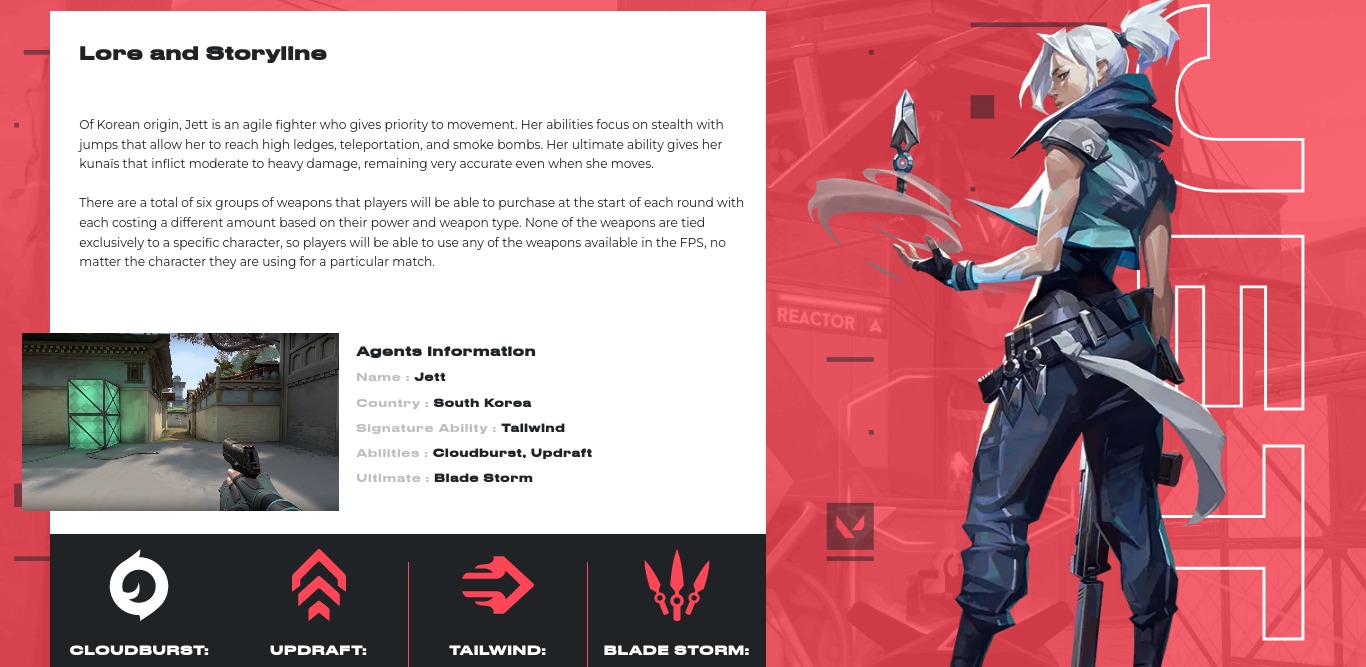 Lore and Storyline
Of Korean origin, Jett is an agile fighter who gives priority to movement. Her abilities focus on stealth with
jumps that allow her to reach high ledges, teleportation, and smoke bombs. Her ultimate ability gives her
kunaïs that inflict moderate to heavy damage, remaining very accurate even when she moves.
There are a total of six groups of weapons that players will be able to purchase at the start of each round with
each costing a different amount based on their power and weapon type. None of the weapons are tied
exclusively to a specific character, so players will be able to use any of the weapons available in the FPS, no
matter the character they are using for a particular match.
Agents Information
Name : Jett
Country : South Korea
Signature Ability : Tailwind
Abilities : Cloudburst, Updraft
Ultimate : Blade Storm
CLOUDBURST:
UPDRAFT:
TAILWIND:
BLADE STORM:
REACTOR A
JETT